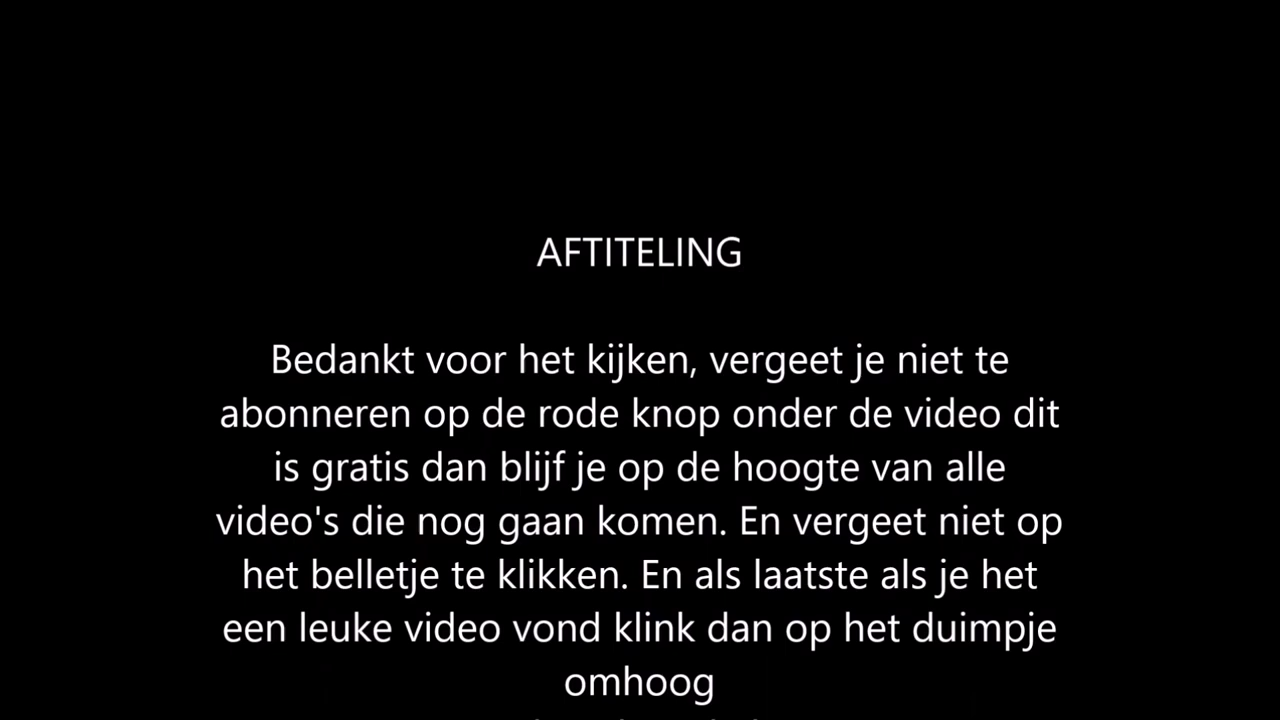 AFTITELING
Bedankt voor het kijken, vergeet je niet te
abonneren op de rode knop onder de video dit
is gratis dan blijf je op de hoogte van alle
video's die nog gaan komen. En vergeet niet op
het belletje te klikken. En als laatste als je het
een leuke video vond klink dan op het duimpje
omhoog